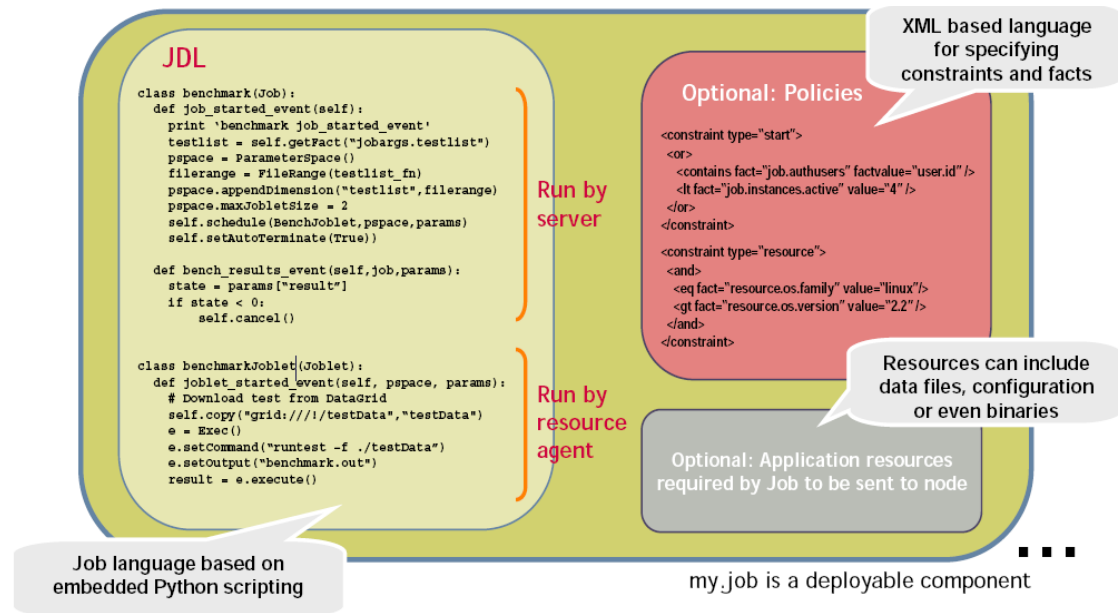 JDL
class benchmark(Job):
def job_started_event(self):
print ‘benchmark job_started_event'
testlist = self.getFact(“jobargs.testlist")
pspace = ParameterSpace()
filerange = FileRange(testlist_fn)
pspace.appendDimension(“testlist",filerange)
pspace.maxJobletSize = 2
self.schedule(BenchJoblet,pspace,params)
self.setAutoTerminate(True))
def bench_results_event(self,job,params):
state = params[“result”]
if state < 0:
self.cancel()
Run by
server
class benchmarkJoblet(Joblet):
def joblet_started_event(self, pspace, params):
# Download test from DataGrid
self.copy("grid:///!/testData",“testData")
e = Exec()
e.setCommand(“runtest -f ./testData”)
e.setOutput(“benchmark.out")
result = e.execute()
Run by
resource
agent
Job language based on
embedded Python scripting
XML based language
for specifying
constraints and facts
Optional: Policies
<constraint type=”start”>
<or>
<contains fact=”job.authusers” factvalue=”user.id” />
<lt fact=”job.instances.active” value=”4” />
</or>
</constraint>
<constraint type=”resource”>
<and>
<eq fact=”resource.os.family” value=”linux”/>
<gt fact=”resource.os.version” value=”2.2” />
</and>
</constraint>
Resources can include
data files, configuration
or even binaries
Optional: Application resources
required by Job to be sent to node
...
my.job is a deployable component